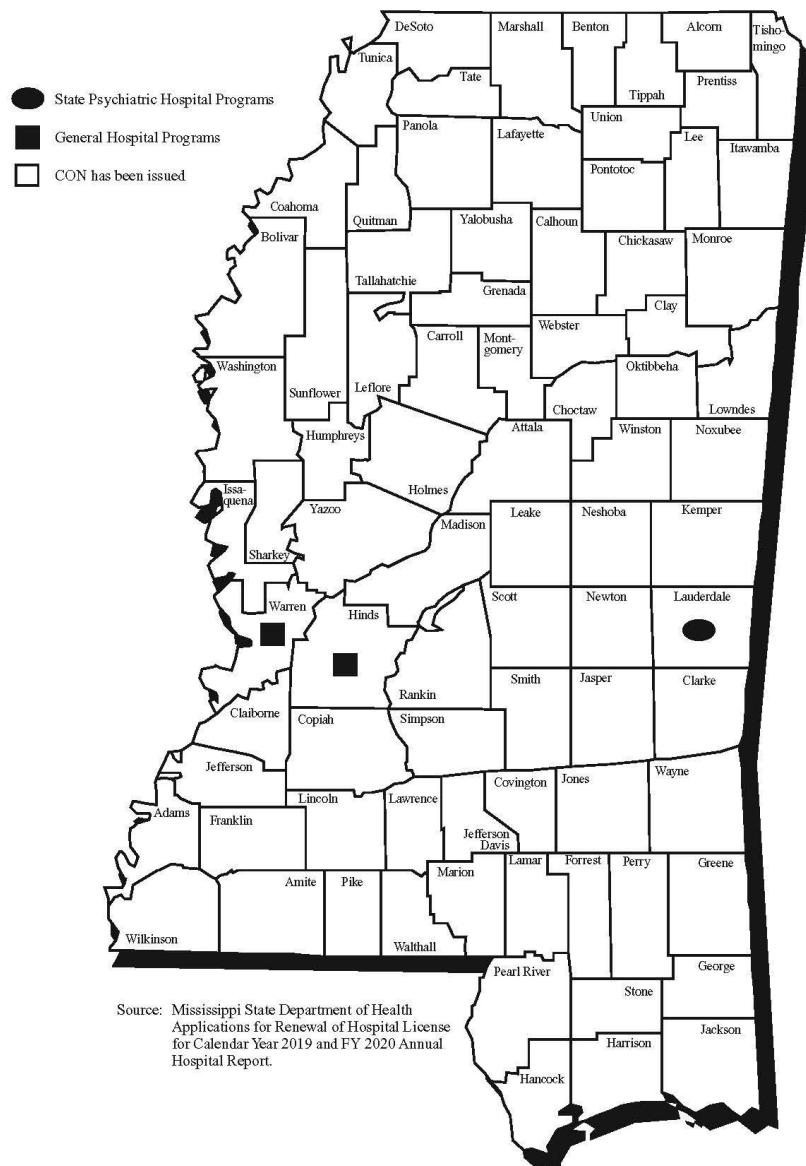 DeSoto
Marshall
Benton
Alcorn
Tisho-
mingo
Tunica
Tate
Tippah
Prentiss
State Psychiatric Hospital Programs
General Hospital Programs
CON has been issued
Panola
Lafayette
Union
Lee
Itawamba
Pontotoc
Coahoma
Quitman
Yalobusha
Calhoun
Bolivar
Chickasaw
Monroe
Tallahatchie
Grenada
Clay
Carroll
Mont-
gomery
Webster
Washington
Sunflower
Leflore
Oktibbeha
Choctaw
Lowndes
Humphreys
Attala
Winston
Noxubee
Issa-
quena
Holmes
Yazoo
Leake
Neshoba
Kemper
Madison
Sharkey
Warren
Hinds
Scott
Newton
Lauderdale
Rankin
Smith
Jasper
Clarke
Claiborne
Copiah
Simpson
Jefferson
Covington
Jones
Wayne
Lincoln
Lawrence
Adams
Franklin
Jefferson
Davis
Marion
Lamar
Forrest
Perry
Greene
Amite
Pike
Wilkinson
Walthall
Pearl River
George
Stone
Source: Mississippi State Department of Health
Applications for Renewal of Hospital License
for Calendar Year 2019 and FY 2020 Annual
Hospital Report.
Jackson
Harrison
Hancock